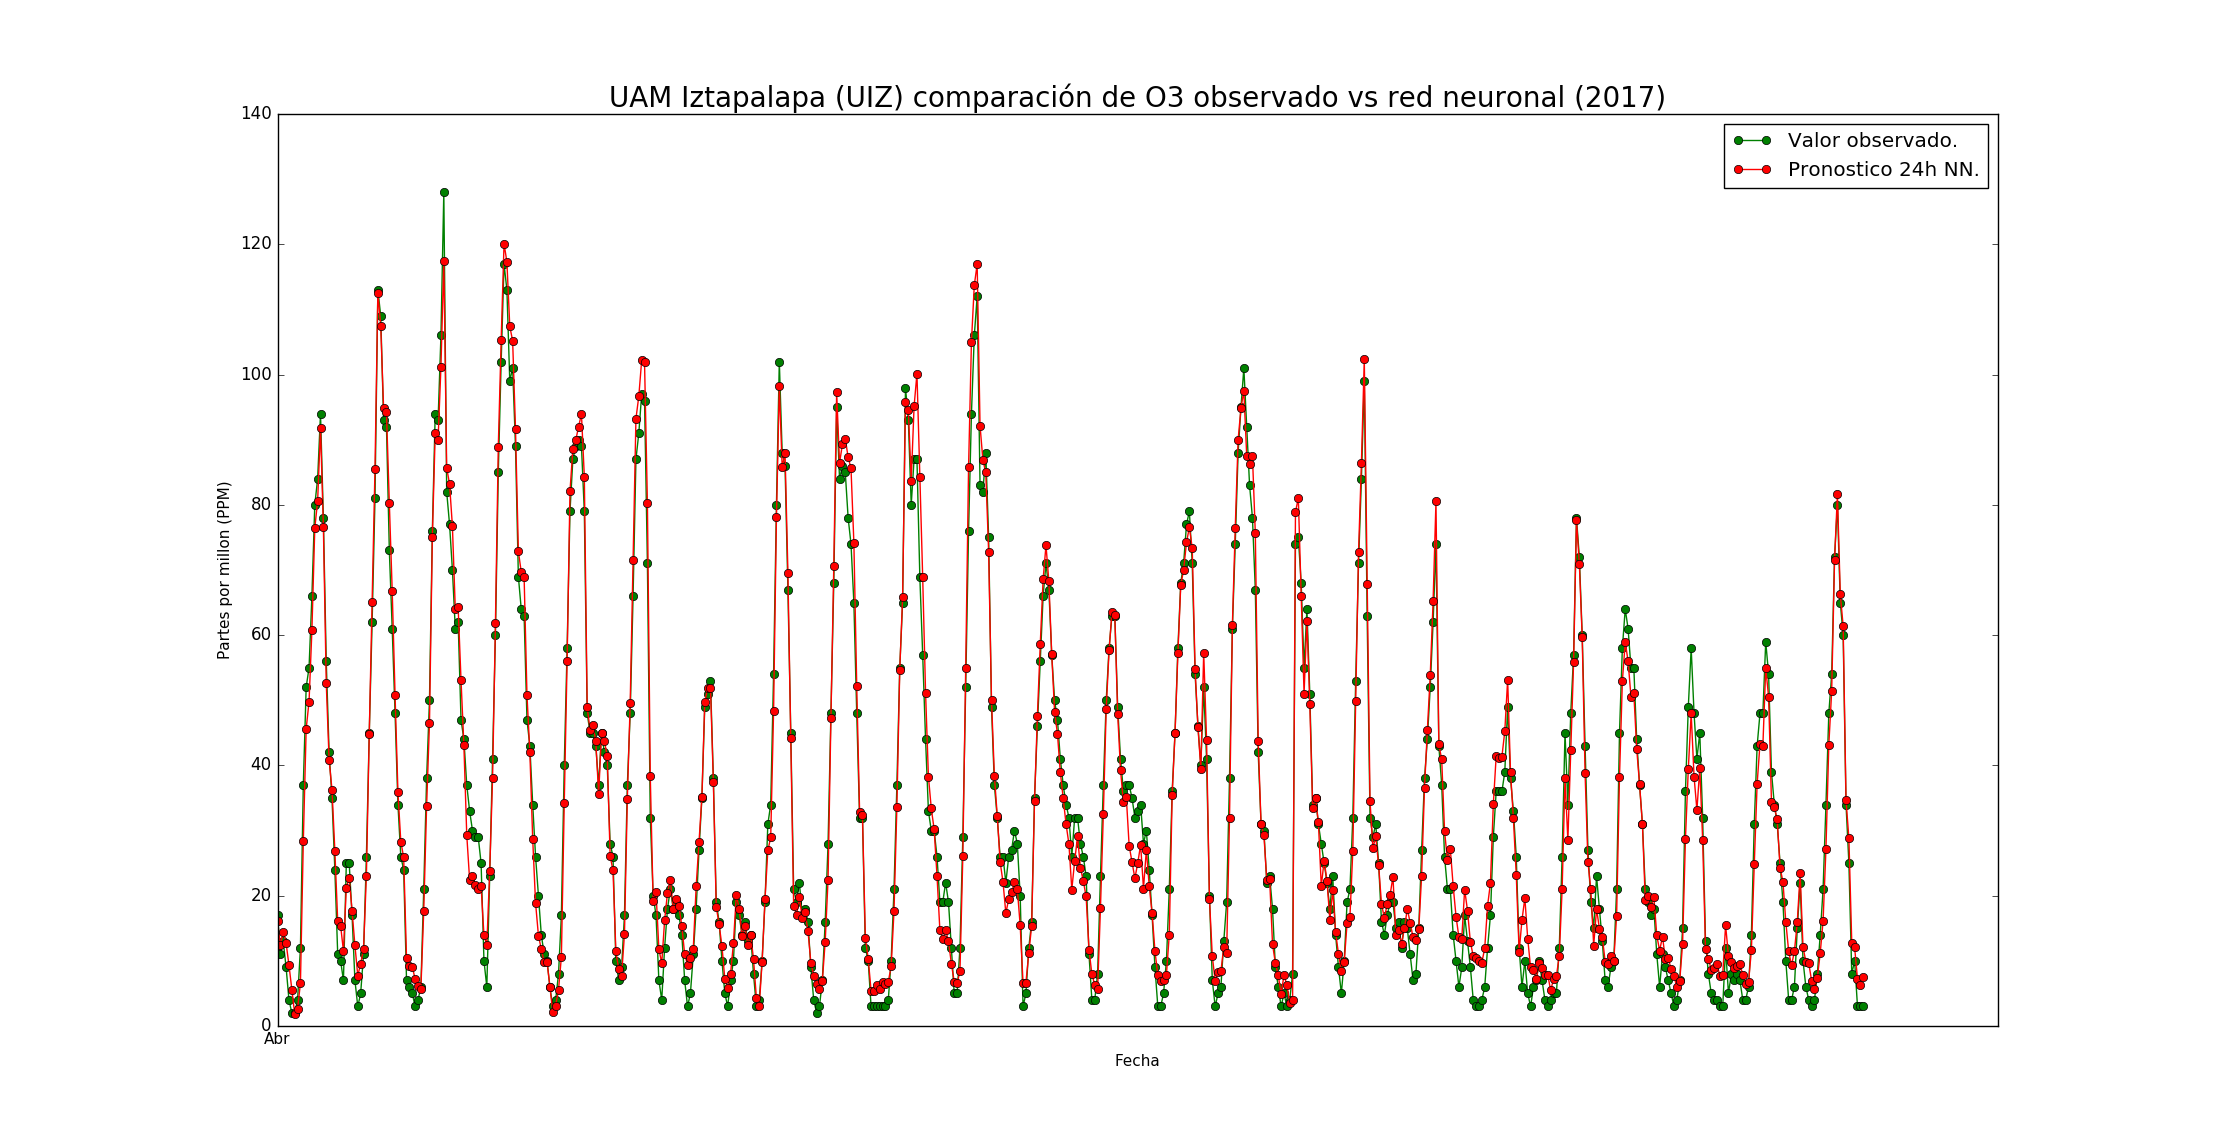 UAM Iztapalapa (UIZ) comparación de O3 observado vs red neuronal (2017)
140
120
100
80
60
40
20
0
Partes por millon (PPM)
Valor observado.
Pronostico 24h NN.
Abr
Fecha